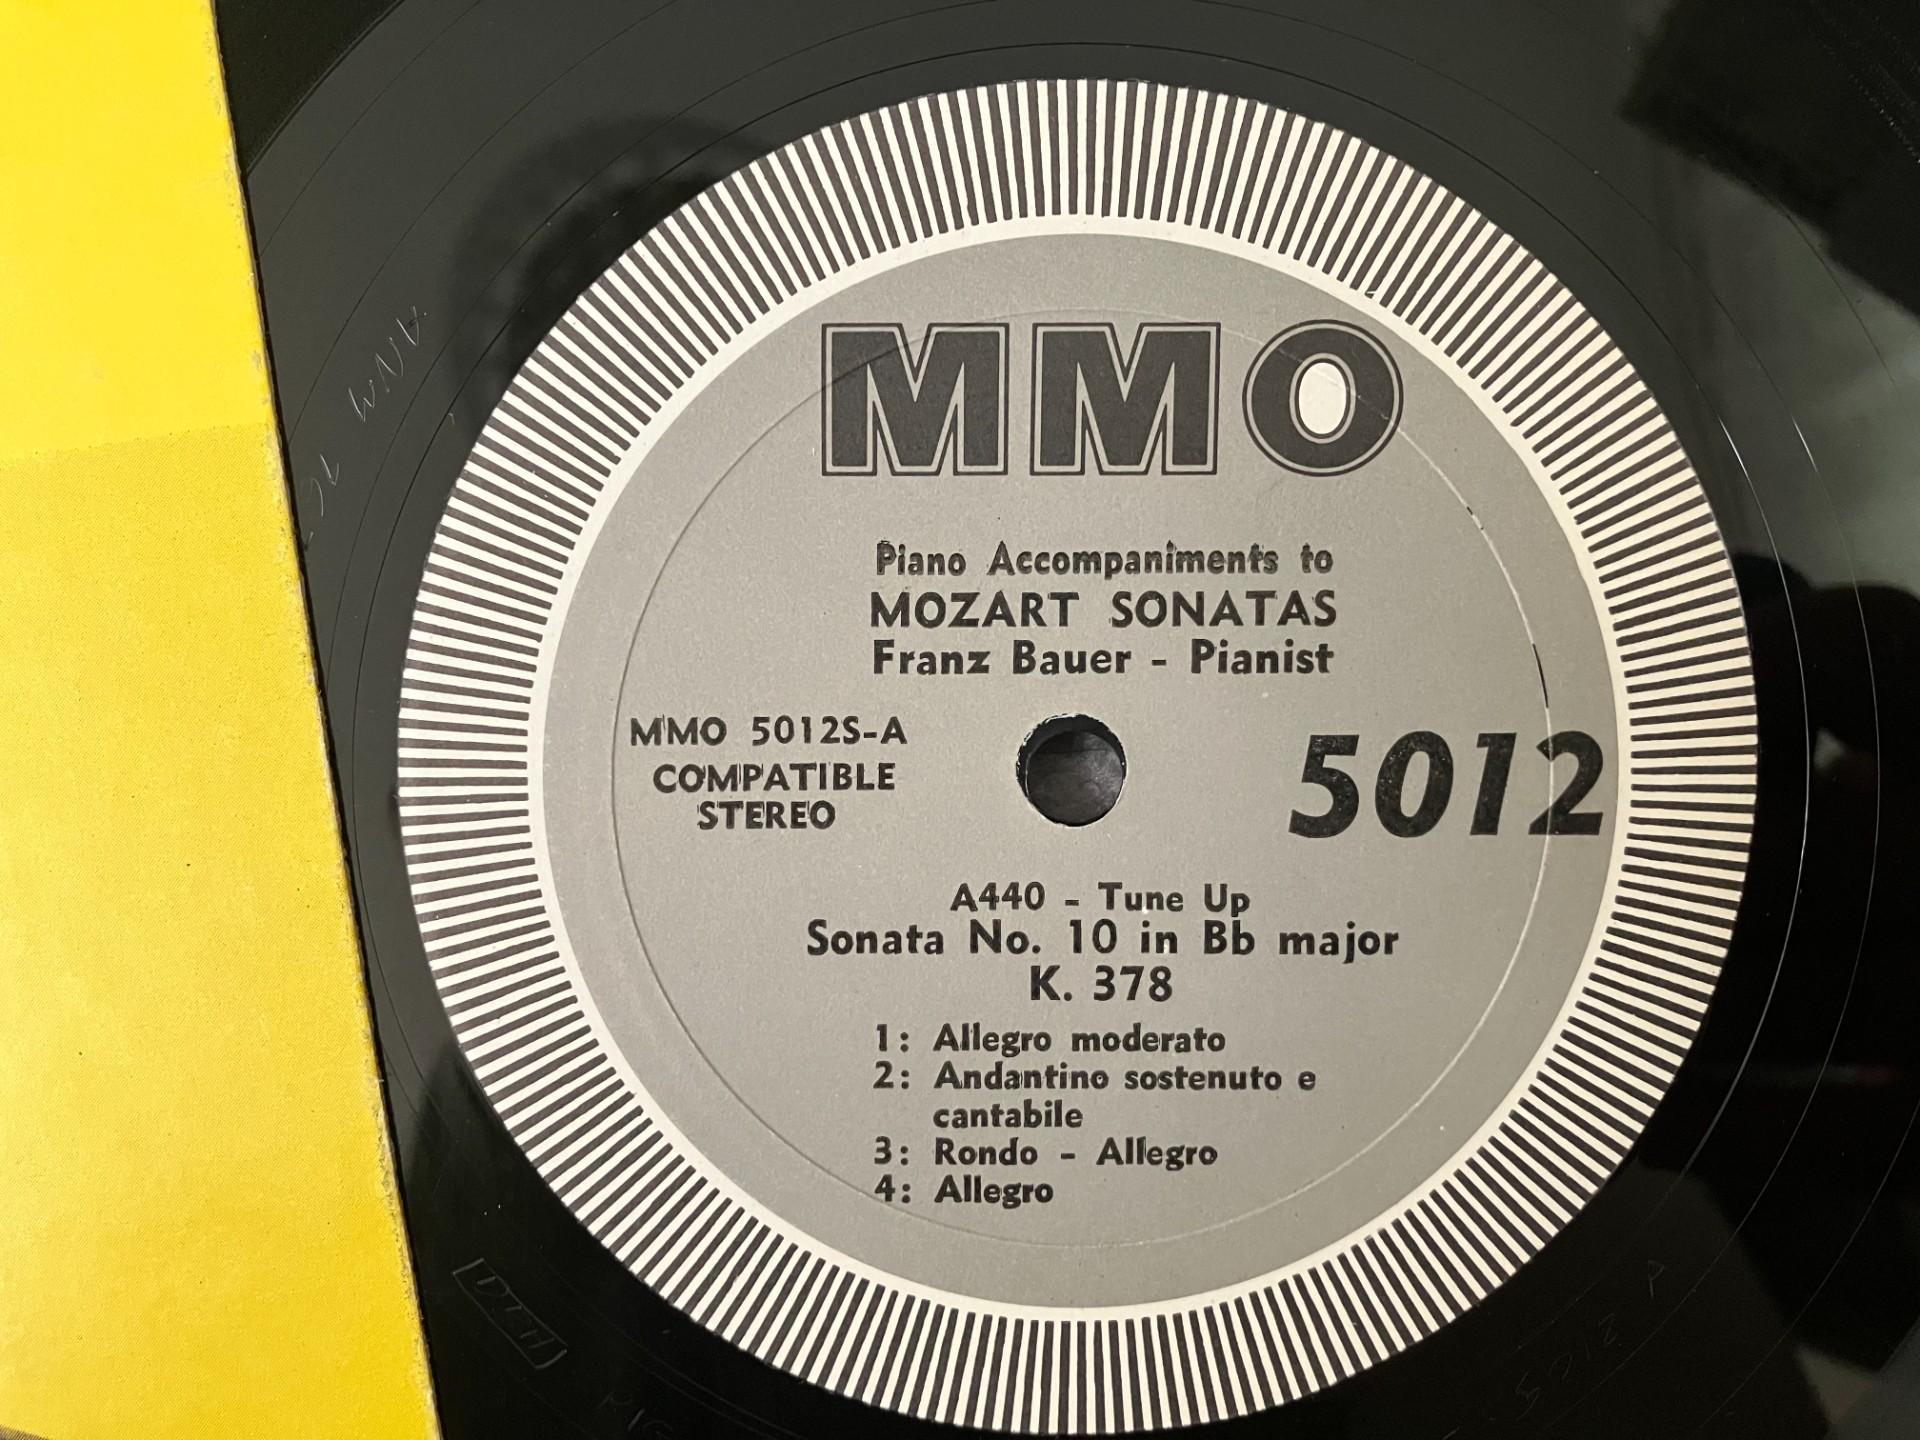 MMO
Piano Accompaniments to
MOZART SONATAS
Franz Bauer - Pianist
MMO 5012S-A
COMPATIBLE
STEREO
5012
A440 - Tune Up
Sonata No. 10 in Bb major
K. 378
1: Allegro moderato
2: Andantino sostenuto e
cantabile
3: Rondo - Allegro
4: Allegro
5012 A